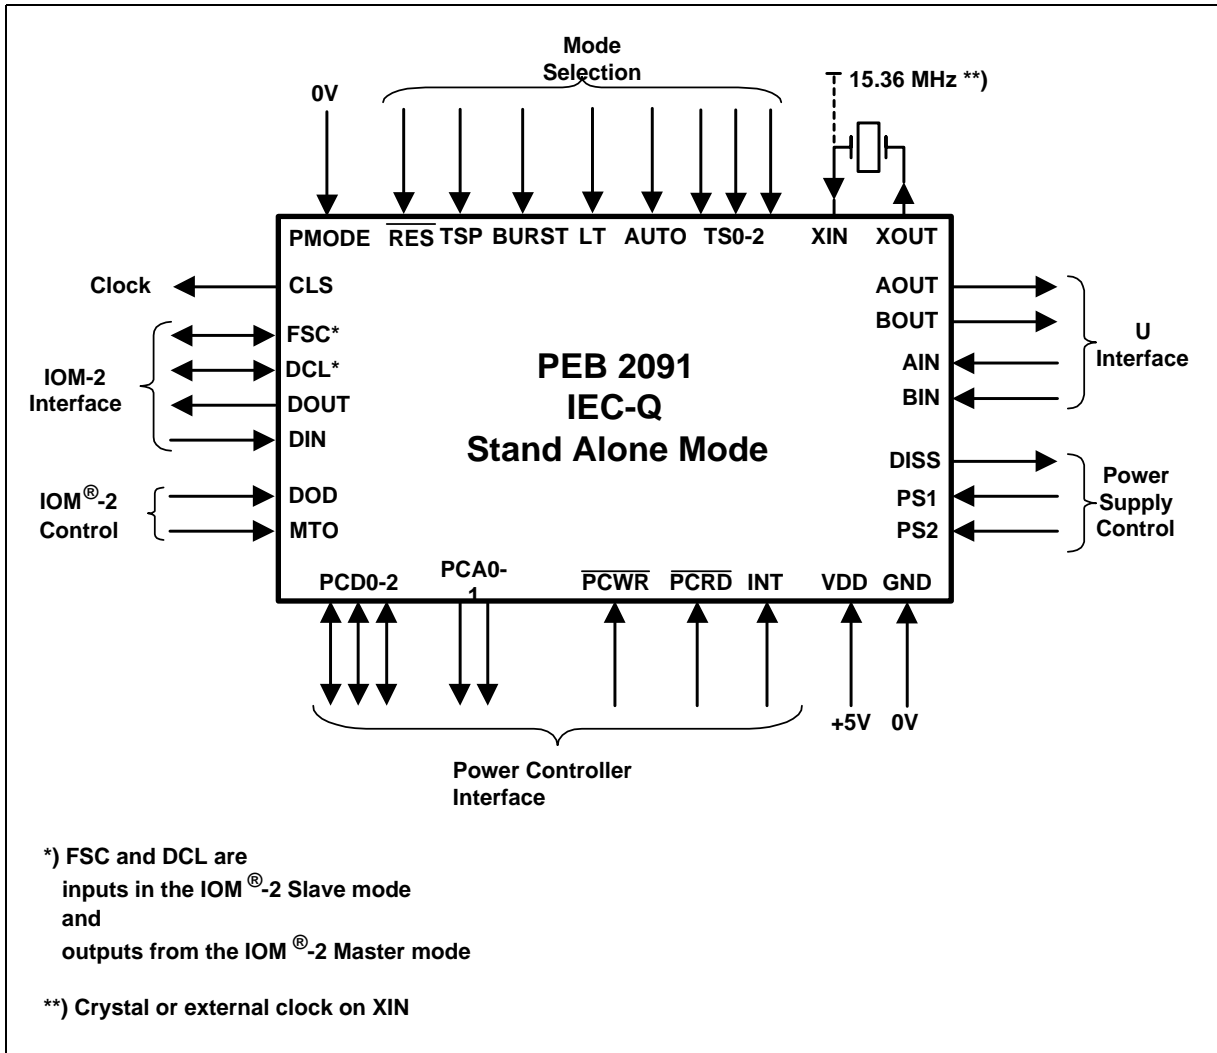 Mode
Selection
0V
15.36 MHz **)
PMODE
RES
TSP
BURST
LT
AUTO
TS0-2
XIN
XOUT
Clock
CLS
FSC*
DCL*
DOUT
DIN
IOM-2
Interface
DOD
MTO
IOM®-2
Control
PEB 2091
IEC-Q
Stand Alone Mode
AOUT
BOUT
AIN
BIN
U
Interface
DISS
PS1
PS2
Power
Supply
Control
PCD0-2
PCA0-
1
PCWR
PCRD
INT
VDD
GND
+5V
0V
Power Controller
Interface
*) FSC and DCL are
inputs in the IOM®-2 Slave mode
and
outputs from the IOM®-2 Master mode
**) Crystal or external clock on XIN